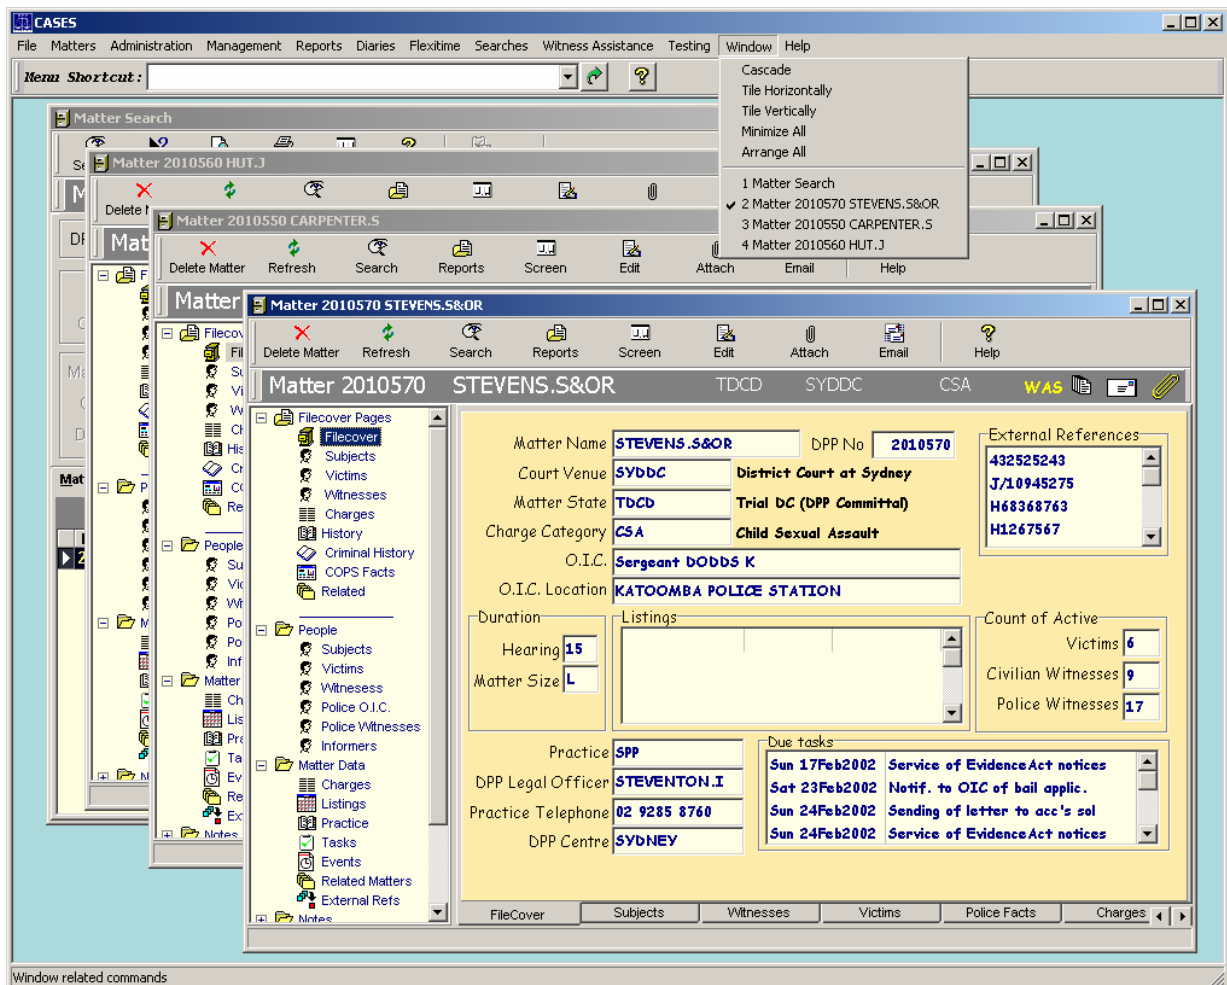 CASES
File Matters Administration Management Reports Diaries Flexitime Searches Witness Assistance Testing Window Help
Menu Shortcut:
Cascade
Tile Horizontally
Tile Vertically
Minimize All
Arrange All
1 Matter Search
2 Matter 2010570 STEVENS.S&OR
3 Matter 2010550 CARPENTER.S
4 Matter 2010560 HUT.J
Matter Search
Matter 2010560 HUT.J
Delete
Matter 2010550 CARPENTER.S
Delete Matter Refresh Search Reports Screen Edit Attach Email Help
Matter
Matter 2010570 STEVENS.S&OR
Delete Matter Refresh Search Reports Screen Edit Attach Email Help
Matter 2010570 STEVENS.S&OR TDCD SYDDC CSA WAS
Filecover Pages
Filecover
Subjects
Victims
Witnesses
Charges
History
Criminal History
COPS Facts
Related
People
Subjects
Victims
Witnesess
Police O.I.C.
Police Witnesses
Informers
Matter Data
Charges
Listings
Practice
Tasks
Events
Related Matters
External Refs
Notes
Matter Name STEVENS.S&OR DPP No 2010570
Court Venue SYDDC District Court at Sydney
Matter State TDCD Trial DC (DPP Committal)
Charge Category CSA Child Sexual Assault
O.I.C. Sergeant DODDS K
O.I.C. Location KATOOMBA POLICE STATION
External References
432525243
J/10945275
H68368763
H1267567
Duration
Hearing 15
Matter Size L
Listings
Count of Active
Victims 6
Civilian Witnesses 9
Police Witnesses 17
Practice SPP
DPP Legal Officer STEVENTON.I
Practice Telephone 02 9285 8760
DPP Centre SYDNEY
Due tasks
Sun 17Feb2002 Service of EvidenceAct notices
Sat 23Feb2002 Notif. to OIC of bail applic.
Sun 24Feb2002 Sending of letter to acc's sol
Sun 24Feb2002 Service of EvidenceAct notices
FileCover Subjects Witnesses Victims Police Facts Charges
People
Matter
Notes
Window related commands